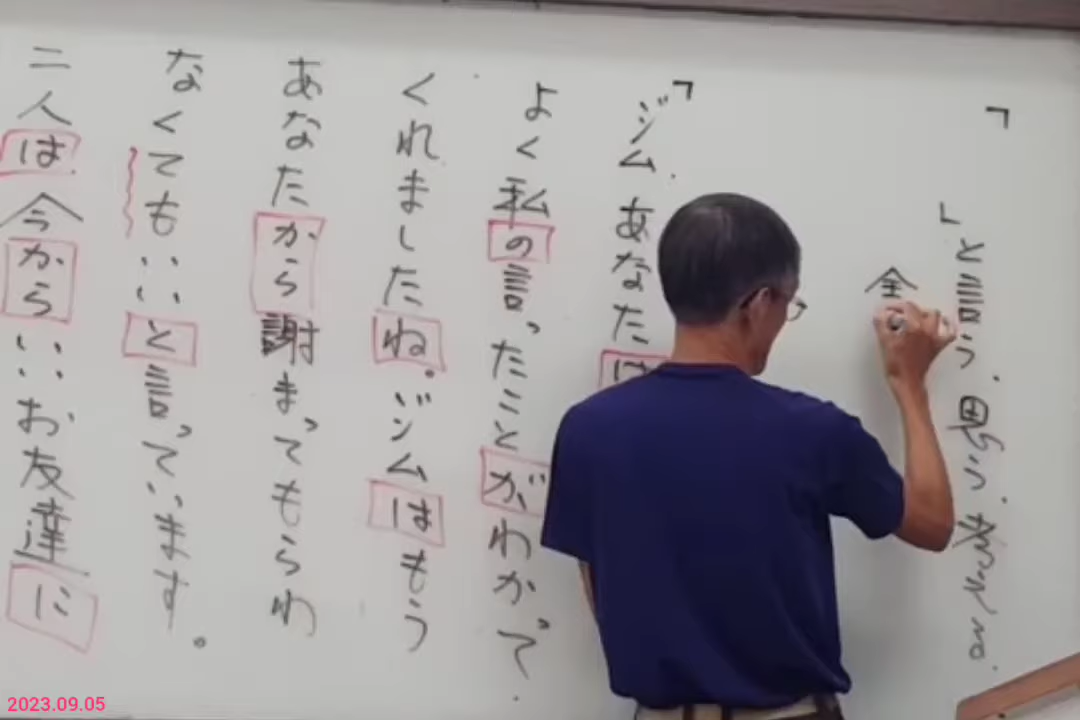 「
」と言う.思う.考える.
全
「ジム.あなたは
よく私の言ったことがわかって.
くれましたね。ジムはもう
あなたから謝まってもらわ
なくてもいいと言っています。
二人は今からいいお友達に
2023.09.05